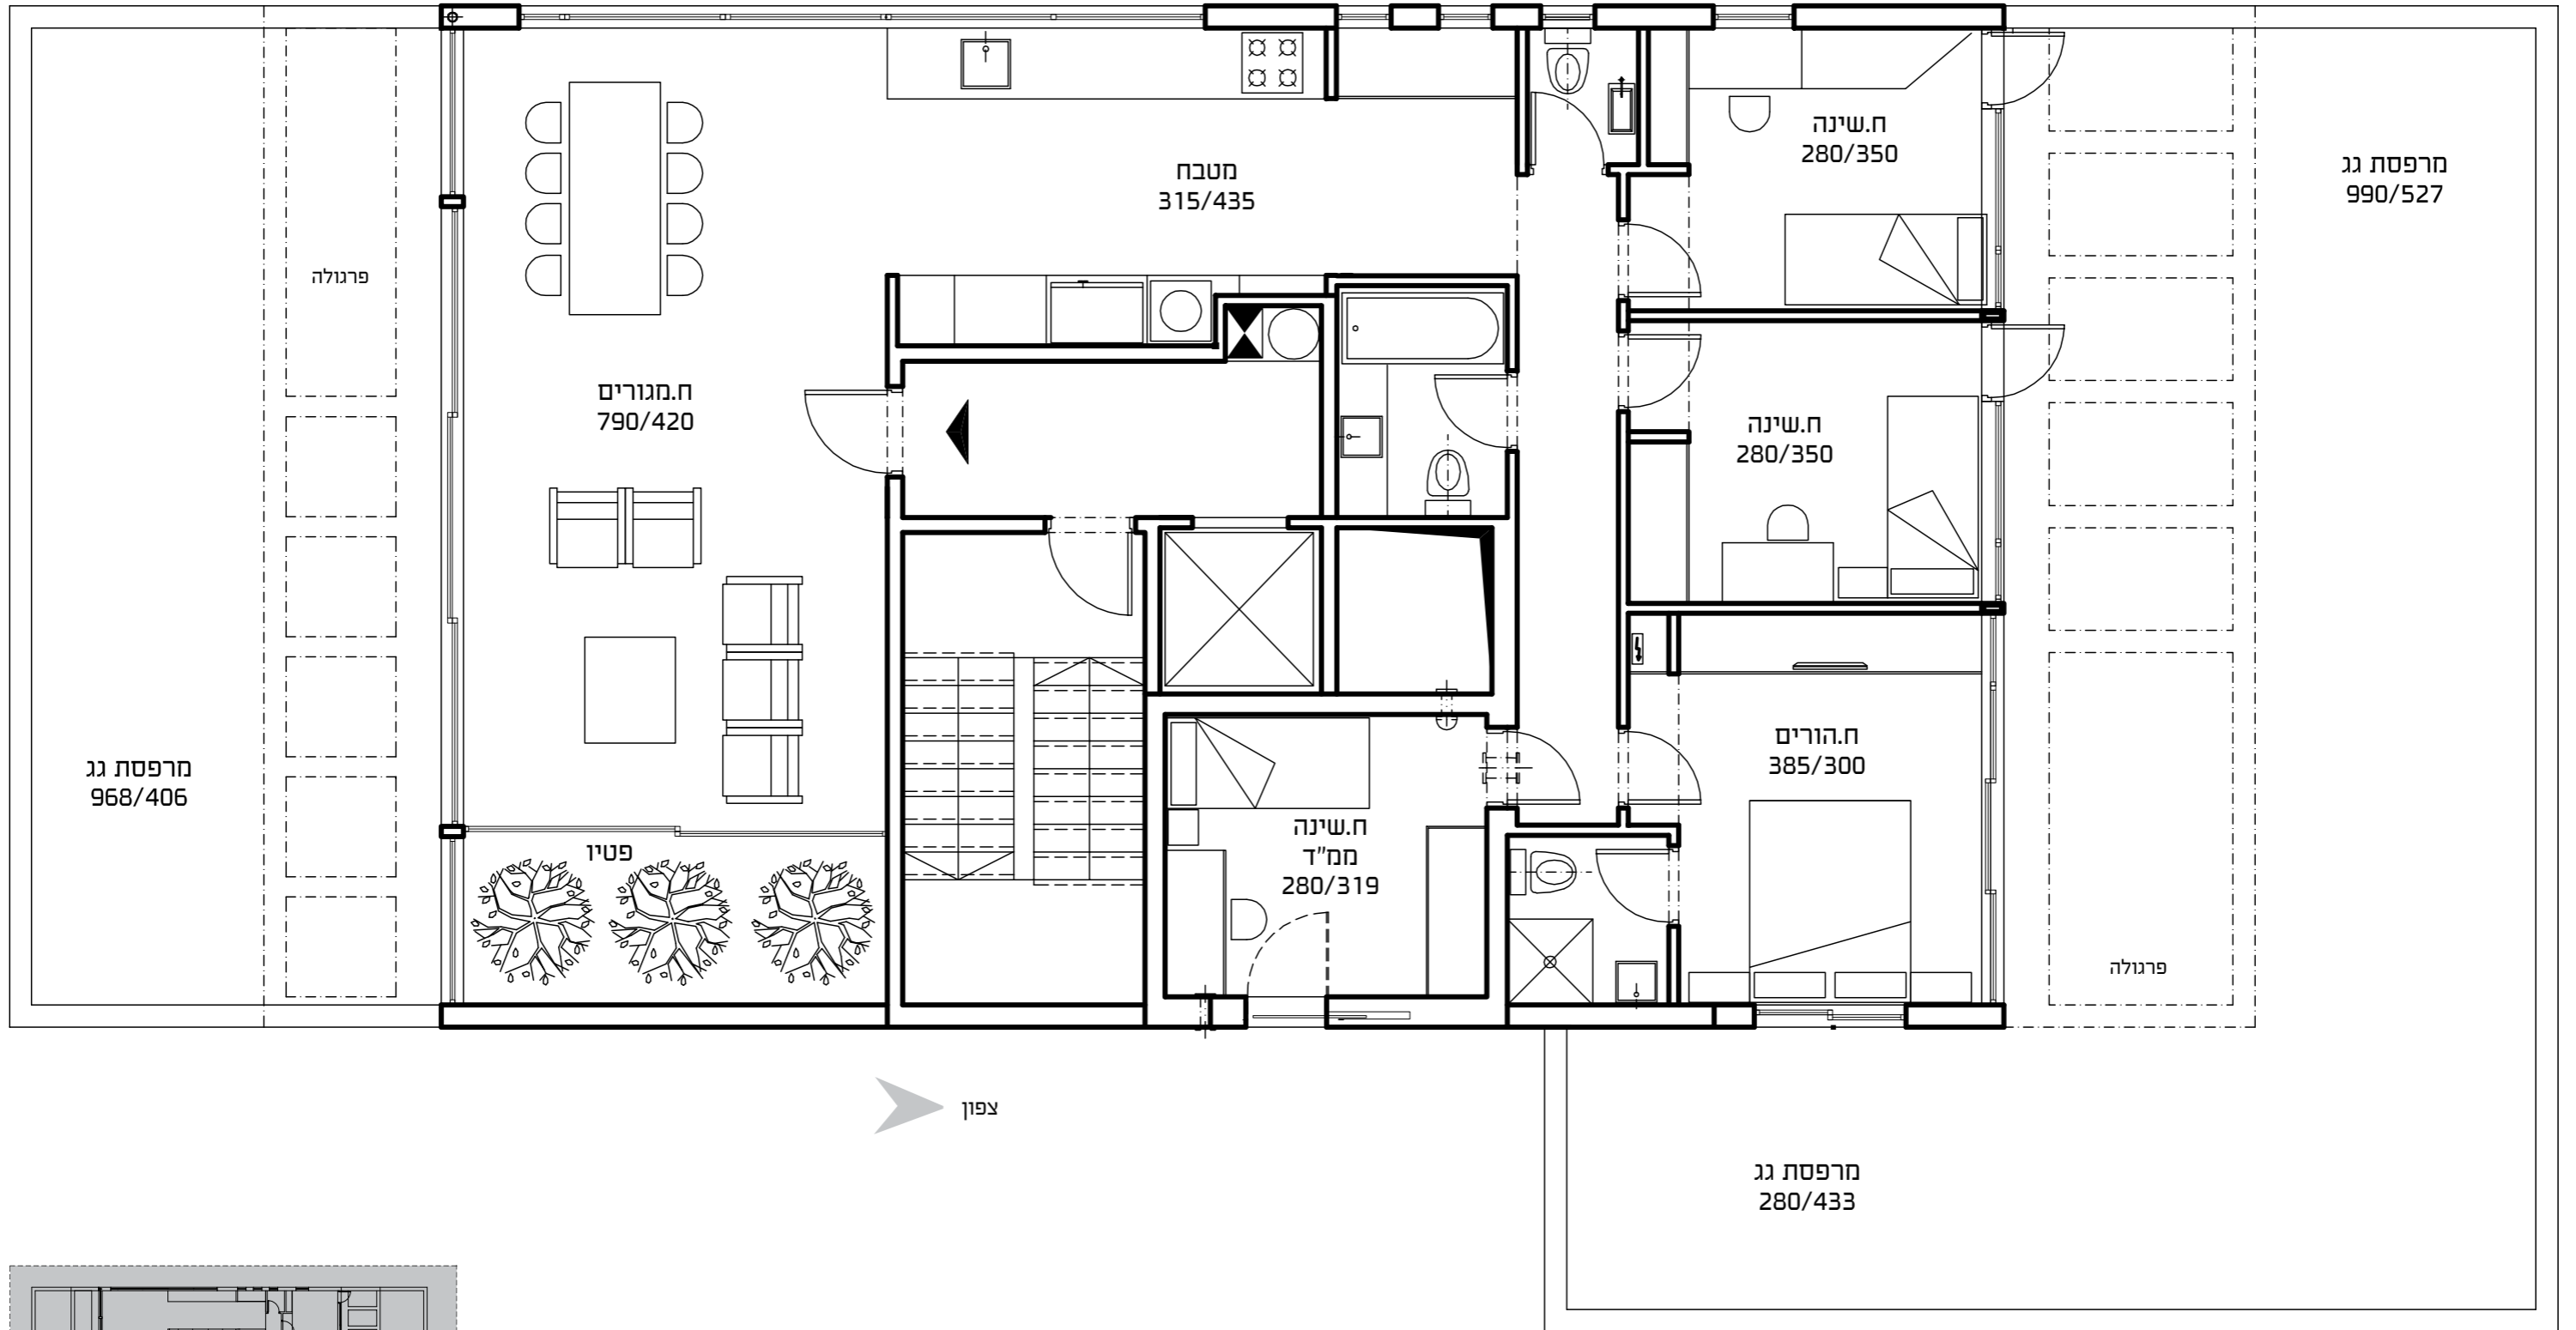 ח.שינה
280/350
מרפסת גג
990/527
מטבח
315/435
פרגולה
ח.מגורים
790/420
ח.שינה
280/350
ח.הורים
385/300
מרפסת גג
968/406
ח.שינה
ממ"ד
280/319
פטיו
פרגולה
צפון
מרפסת גג
280/433